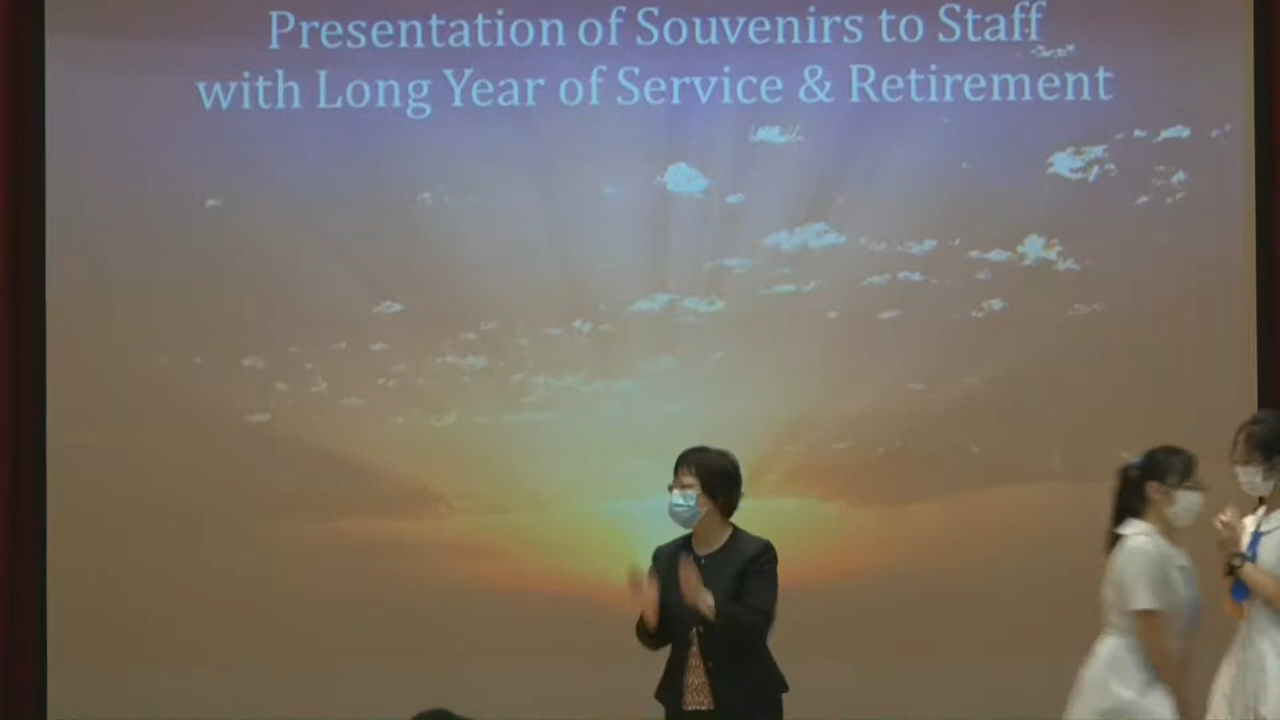 Presentation of Souvenirs to Staff
with Long Year of Service & Retirement